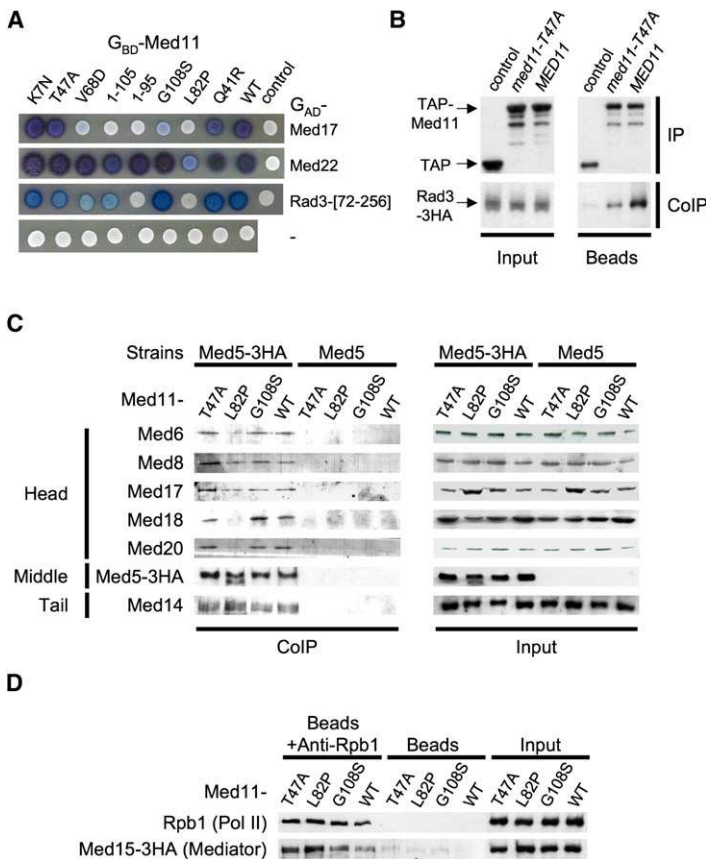 A
G_BD-Med11
K7N T47A V68D 1-105 1-95 G108S L82P Q41R WT control
G_AD-
Med17
Med22
Rad3-[72-256]
-
B
control med11-T47A MED11 control med11-T47A MED11
TAP-Med11
TAP
IP
Rad3-3HA
CoIP
Input Beads
C
Strains Med5-3HA Med5 Med5-3HA Med5
Med11- T47A L82P G108S WT T47A L82P G108S WT T47A L82P G108S WT T47A L82P G108S WT
Head
Med6
Med8
Med17
Med18
Med20
Middle Med5-3HA
Tail Med14
CoIP Input
D
Beads +Anti-Rpb1 Beads Input
Med11- T47A L82P G108S WT T47A L82P G108S WT T47A L82P G108S WT
Rpb1 (Pol II)
Med15-3HA (Mediator)